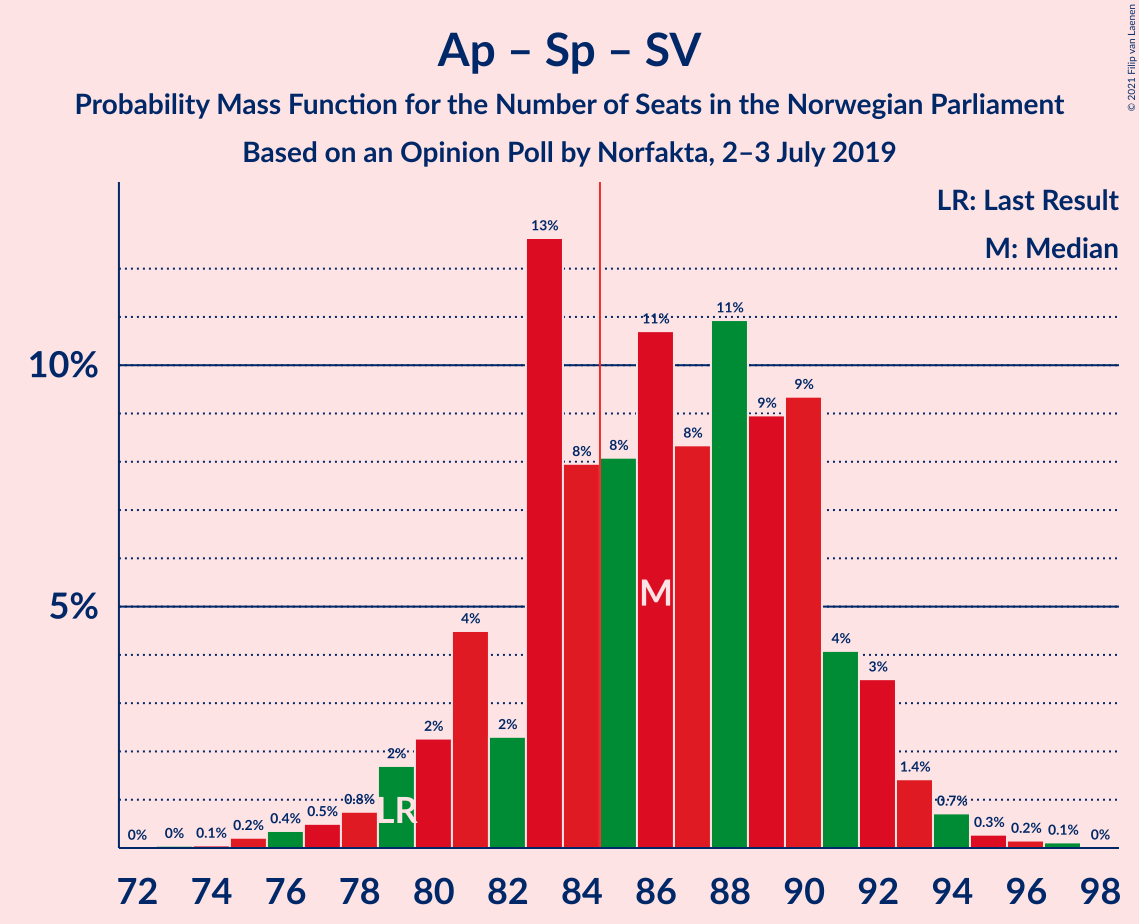 Ap – Sp – SV
Probability Mass Function for the Number of Seats in the Norwegian Parliament
Based on an Opinion Poll by Norfakta, 2–3 July 2019
© 2021 Filip van Laenen
LR: Last Result
M: Median
10%
5%
0% 0% 0.1% 0.2% 0.4% 0.5% 0.8% 2% 2% 4% 2% 13% 8% 8% 11% 8% 11% 9% 9% 4% 3% 1.4% 0.7% 0.3% 0.2% 0.1% 0%
M
LR
72 74 76 78 80 82 84 86 88 90 92 94 96 98